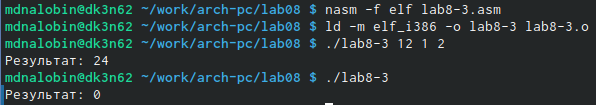 mdnalobin@dk3n62 ~/work/arch-pc/lab08 $ nasm -f elf lab8-3.asm
mdnalobin@dk3n62 ~/work/arch-pc/lab08 $ ld -m elf_i386 -o lab8-3 lab8-3.o
mdnalobin@dk3n62 ~/work/arch-pc/lab08 $ ./lab8-3 12 1 2
Результат: 24
mdnalobin@dk3n62 ~/work/arch-pc/lab08 $ ./lab8-3
Результат: 0